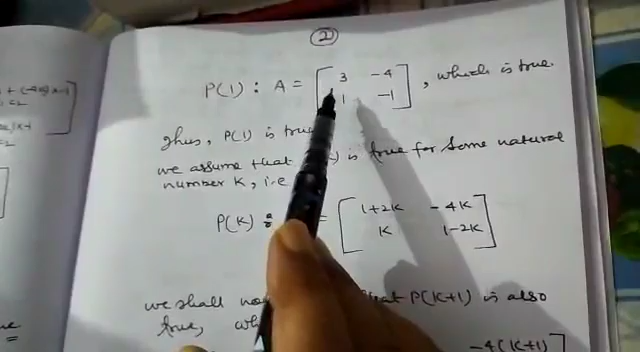 2
P(1) : A = [ 3 -4
1 -1 ] , which is true.
Thus, P(1) is true
we assume that is true for some natural
number K, i.e
P(K) : = [ 1+2K -4K
K 1-2K ]
we shall that P(K+1) is also
true,
-4(K+1)